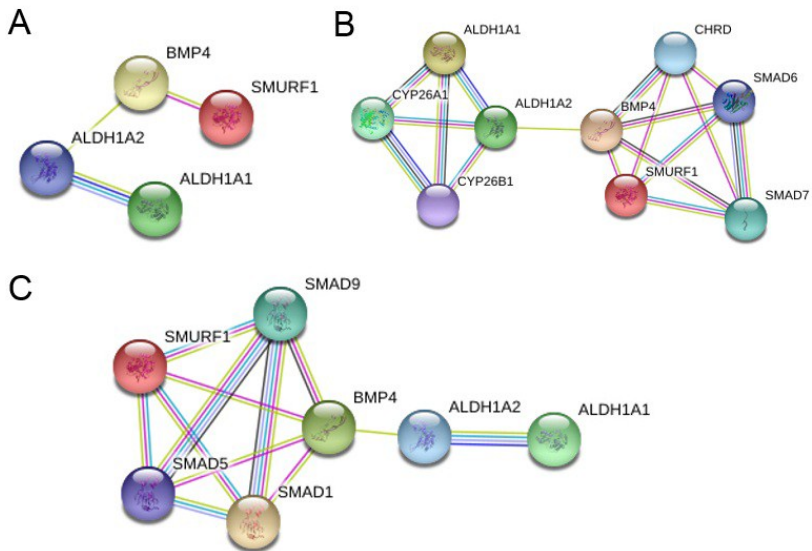 A
BMP4
SMURF1
ALDH1A2
ALDH1A1
B
ALDH1A1
CHRD
SMAD6
CYP26A1
ALDH1A2
BMP4
CYP26B1
SMURF1
SMAD7
C
SMAD9
SMURF1
BMP4
ALDH1A2
ALDH1A1
SMAD5
SMAD1